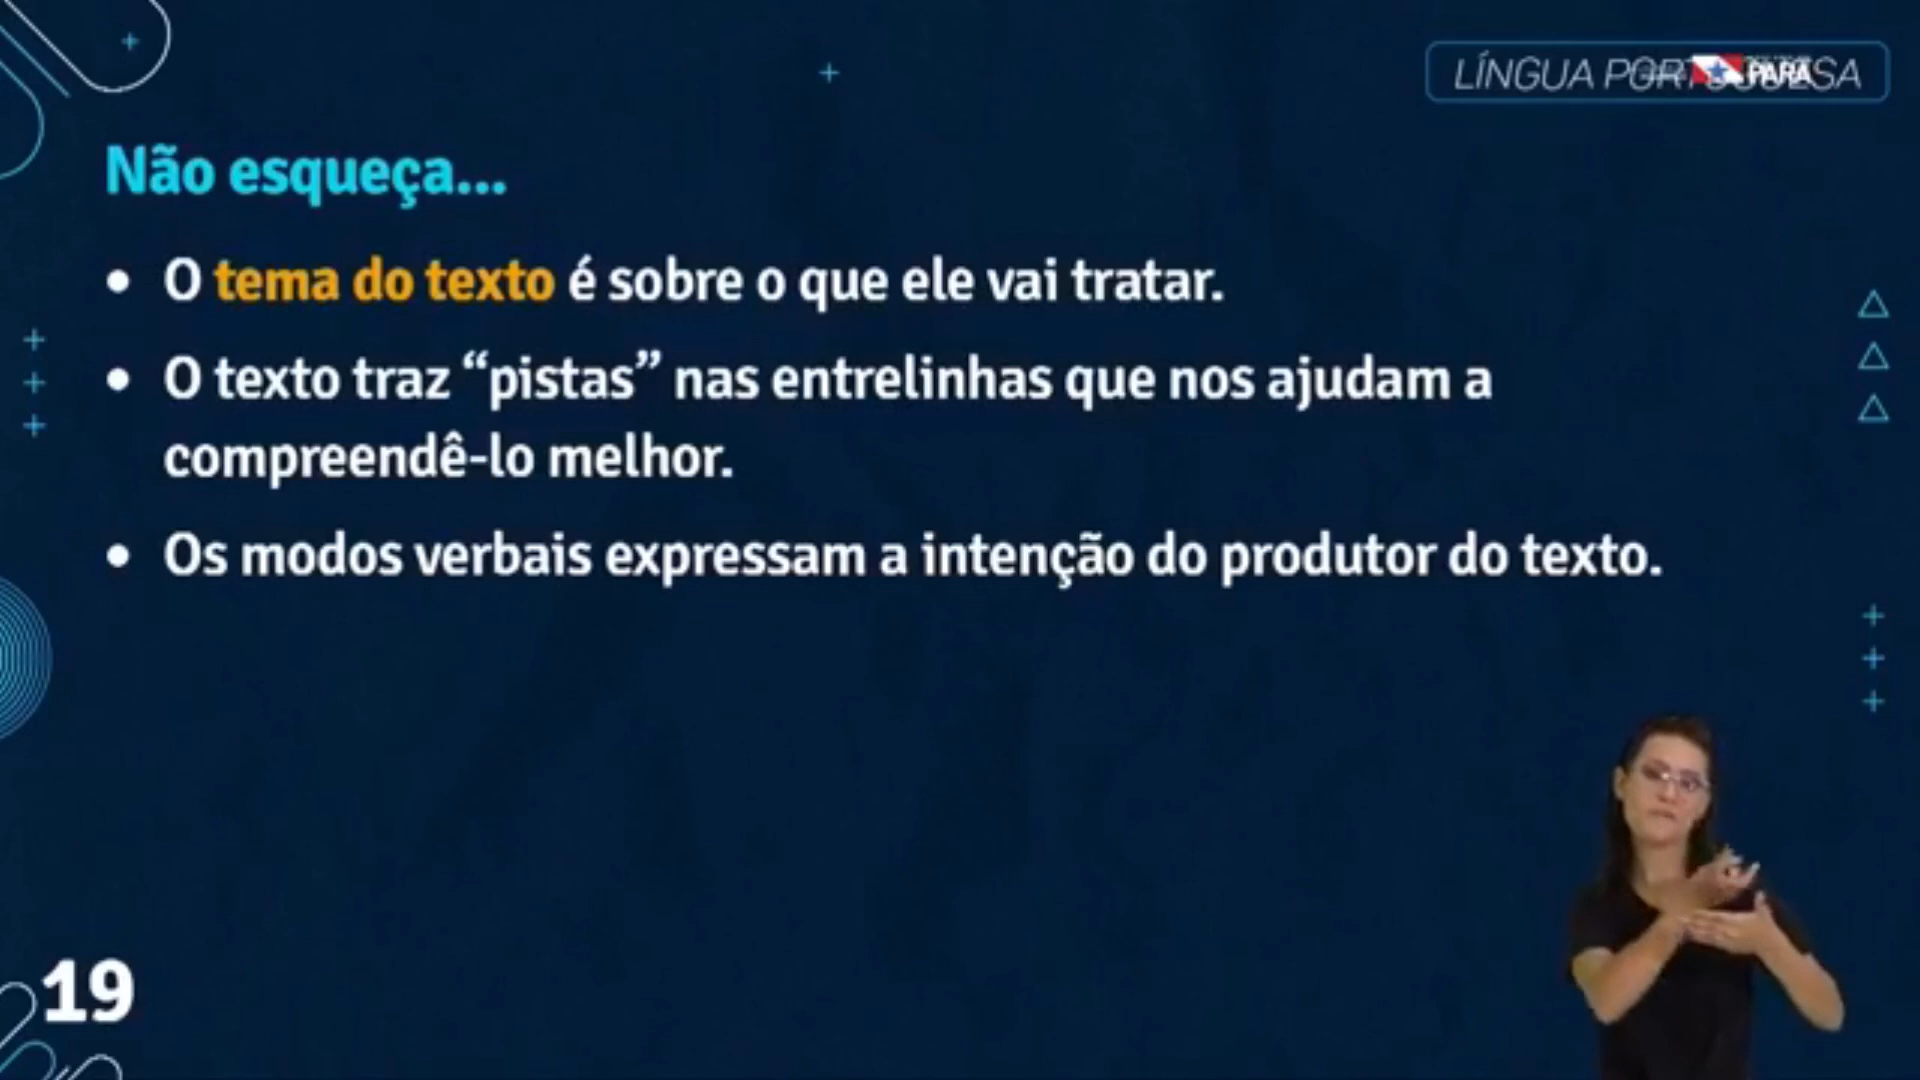 LÍNGUA PORTUGUESA
PARÁ
Não esqueça...
• O tema do texto é sobre o que ele vai tratar.
• O texto traz “pistas” nas entrelinhas que nos ajudam a
compreendê-lo melhor.
• Os modos verbais expressam a intenção do produtor do texto.
19